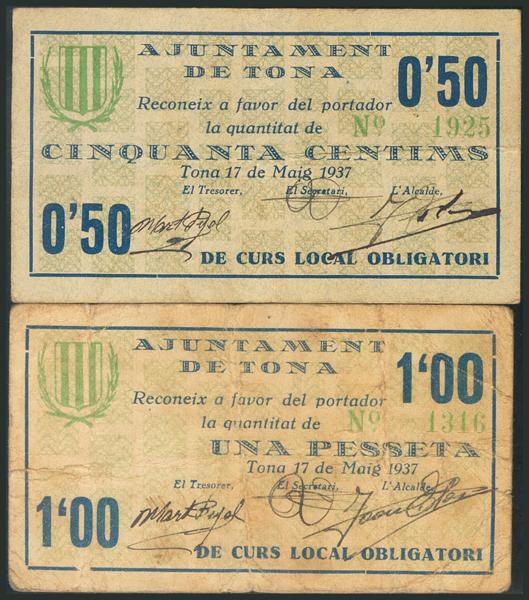 AJUNTAMENT
DE TONA
0'50
Reconeix a favor del portador
la quantitat de Nº 1925
CINQUANTA CENTIMS
Tona 17 de Maig 1937
El Tresorer, El Secretari, L'Alcalde,
0'50
DE CURS LOCAL OBLIGATORI
AJUNTAMENT
DE TONA
1'00
Reconeix a favor del portador
la quantitat de Nº 1316
UNA PESSETA
Tona 17 de Maig 1937
El Tresorer, El Secretari, L'Alcalde,
1'00
DE CURS LOCAL OBLIGATORI